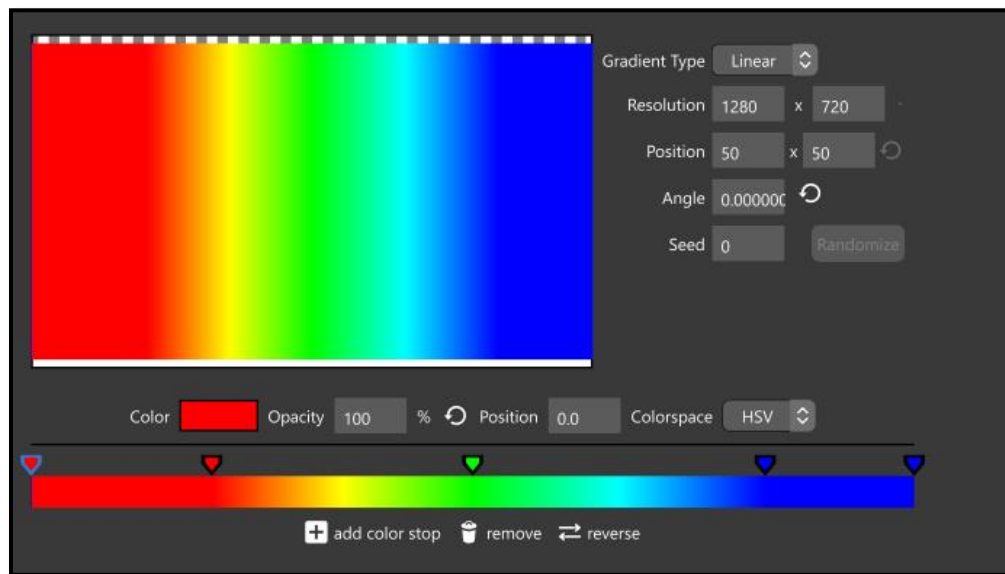 Gradient Type Linear
Resolution 1280 x 720
Position 50 x 50
Angle 0.000000
Seed 0 Randomize
Color Opacity 100 % Position 0.0 Colorspace HSV
add color stop remove reverse